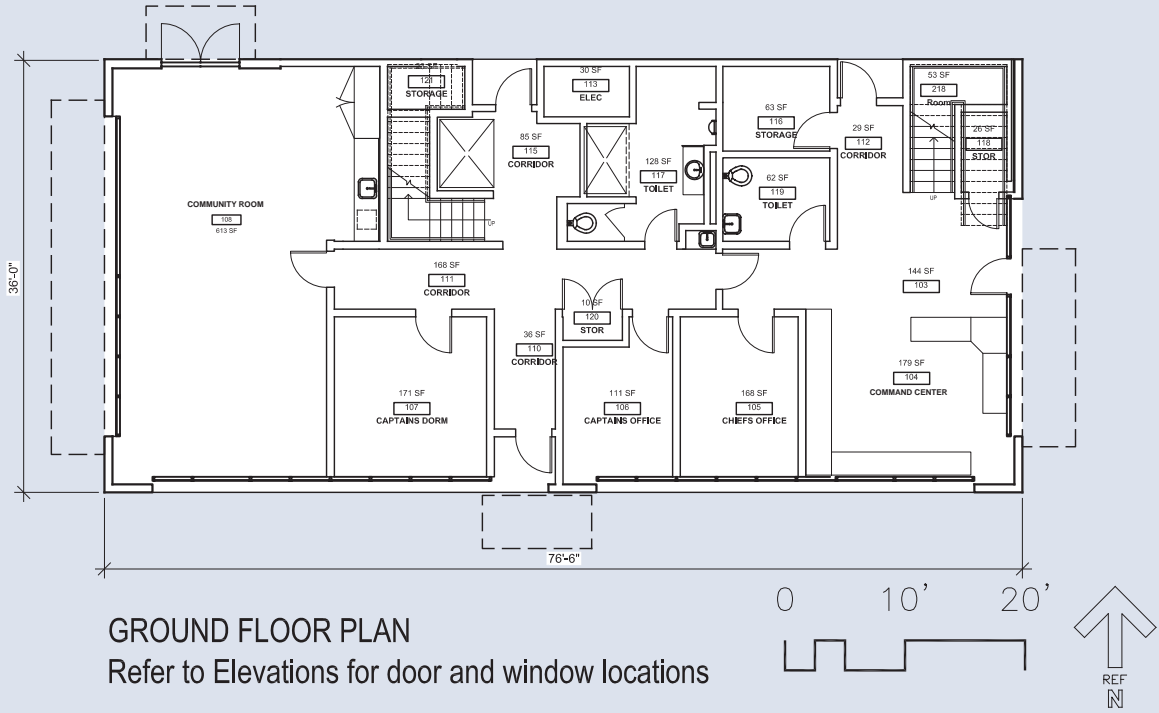 30 SF
113
ELEC
121
STORAGE
53 SF
218
Room
63 SF
116
STORAGE
85 SF
115
CORRIDOR
29 SF
112
CORRIDOR
26 SF
118
STOR
128 SF
117
TOILET
62 SF
119
TOILET
UP
COMMUNITY ROOM
108
613 SF
UP
36'-0"
168 SF
111
CORRIDOR
144 SF
103
10 SF
120
STOR
36 SF
110
CORRIDOR
179 SF
104
COMMAND CENTER
171 SF
107
CAPTAINS DORM
111 SF
106
CAPTAINS OFFICE
168 SF
105
CHIEFS OFFICE
76'-6"
0 10' 20'
GROUND FLOOR PLAN
Refer to Elevations for door and window locations
REF
N